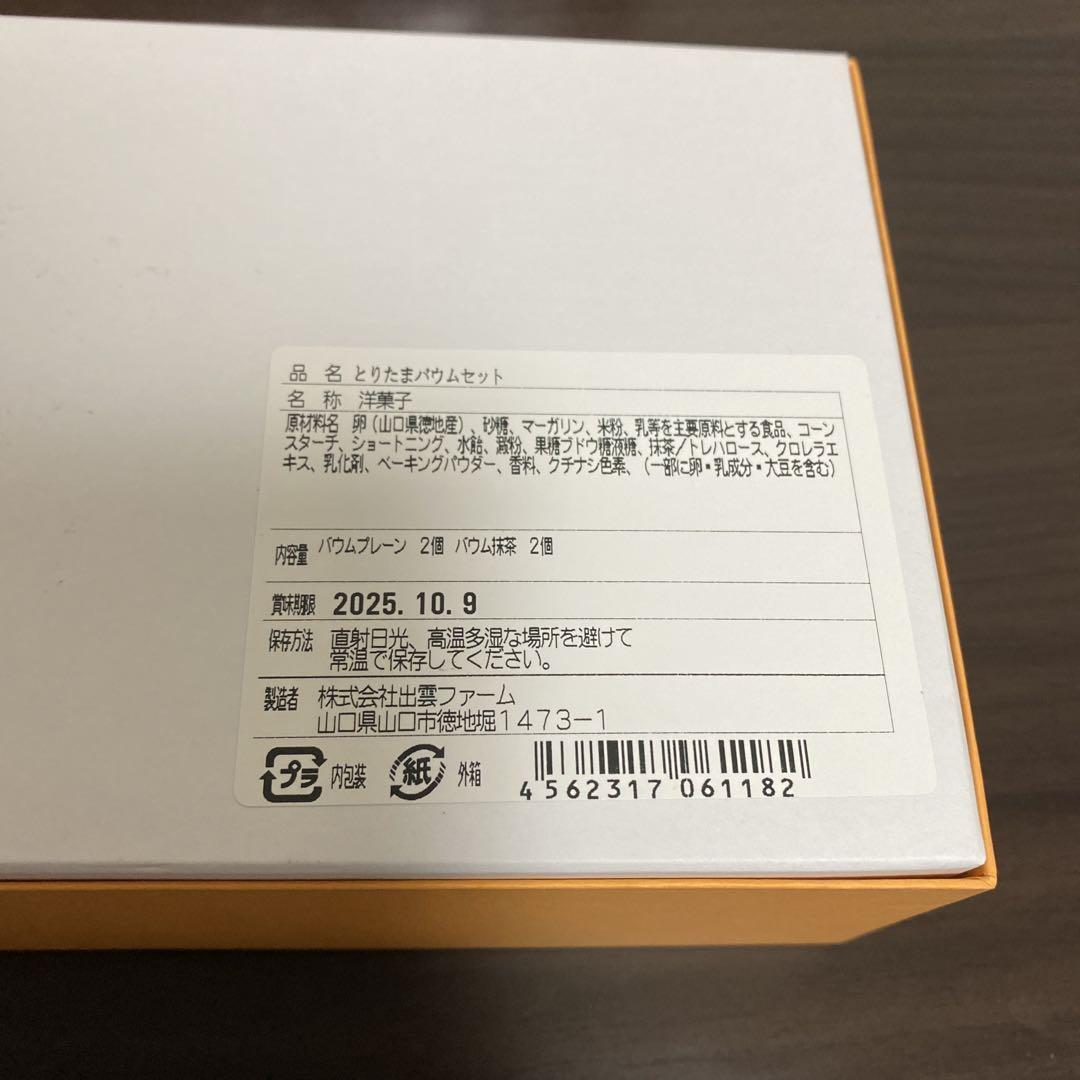 品名 とりたまバウムセット
名称 洋菓子
原材料名 卵(山口県徳地産)、砂糖、マーガリン、米粉、乳等を主要原料とする食品、コーン
スターチ、ショートニング、水飴、澱粉、果糖ブドウ糖液糖、抹茶/トレハロース、クロレラエ
キス、乳化剤、ベーキングパウダー、香料、クチナシ色素、(一部に卵・乳成分・大豆を含む)
内容量 バウムプレーン 2個 バウム抹茶 2個
賞味期限 2025.10.9
保存方法 直射日光、高温多湿な場所を避けて
常温で保存してください。
製造者 株式会社出雲ファーム
山口県山口市徳地堀1473-1
プラ 内包装 紙 外箱
4562317061182